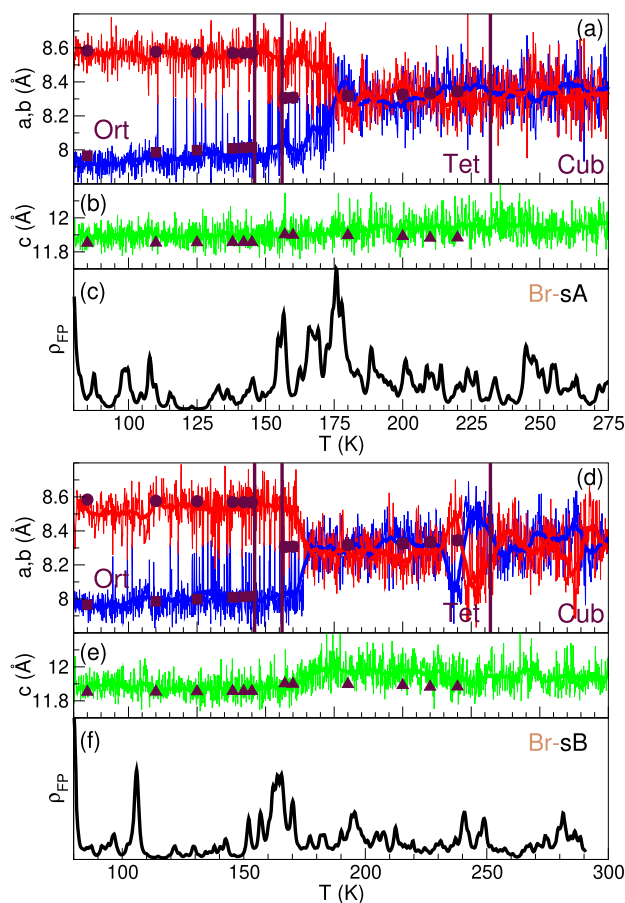 (a)
8.6
8.4
8.2
8
a,b (Å)
Ort
Tet
Cub
(b)
12
11.8
c (Å)
(c)
Br-sA
ρFP
100 125 150 175 200 225 250 275
T (K)
(d)
8.6
8.4
8.2
8
a,b (Å)
Ort
Tet
Cub
(e)
12
11.8
c (Å)
(f)
Br-sB
ρFP
100 150 200 250 300
T (K)